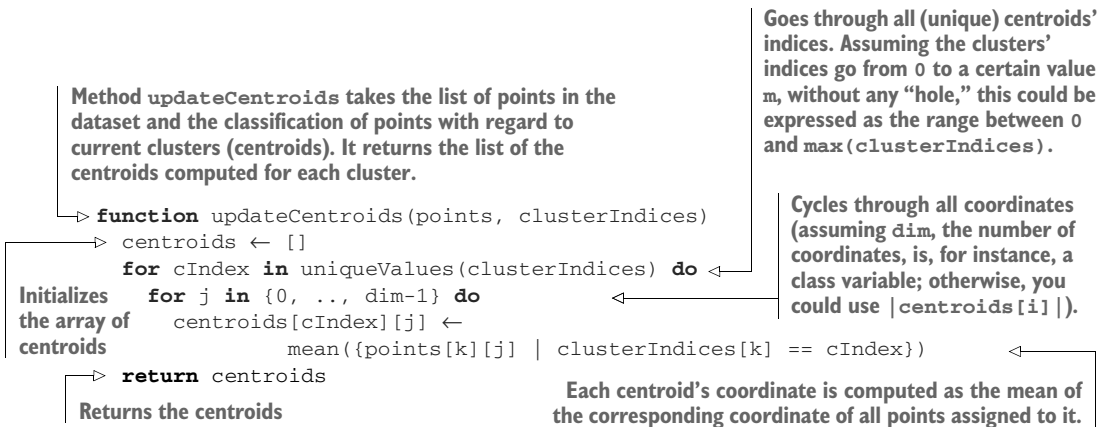 Goes through all (unique) centroids’
indices. Assuming the clusters’
indices go from 0 to a certain value
m, without any “hole,” this could be
expressed as the range between 0
and max(clusterIndices).
Method updateCentroids takes the list of points in the
dataset and the classification of points with regard to
current clusters (centroids). It returns the list of the
centroids computed for each cluster.
function updateCentroids(points, clusterIndices)
centroids ← []
for cIndex in uniqueValues(clusterIndices) do
Cycles through all coordinates
(assuming dim, the number of
coordinates, is, for instance, a
class variable; otherwise, you
could use |centroids[i]|).
Initializes
the array of
centroids
for j in {0, .., dim-1} do
centroids[cIndex][j] ←
mean({points[k][j] | clusterIndices[k] == cIndex})
return centroids
Returns the centroids
Each centroid’s coordinate is computed as the mean of
the corresponding coordinate of all points assigned to it.